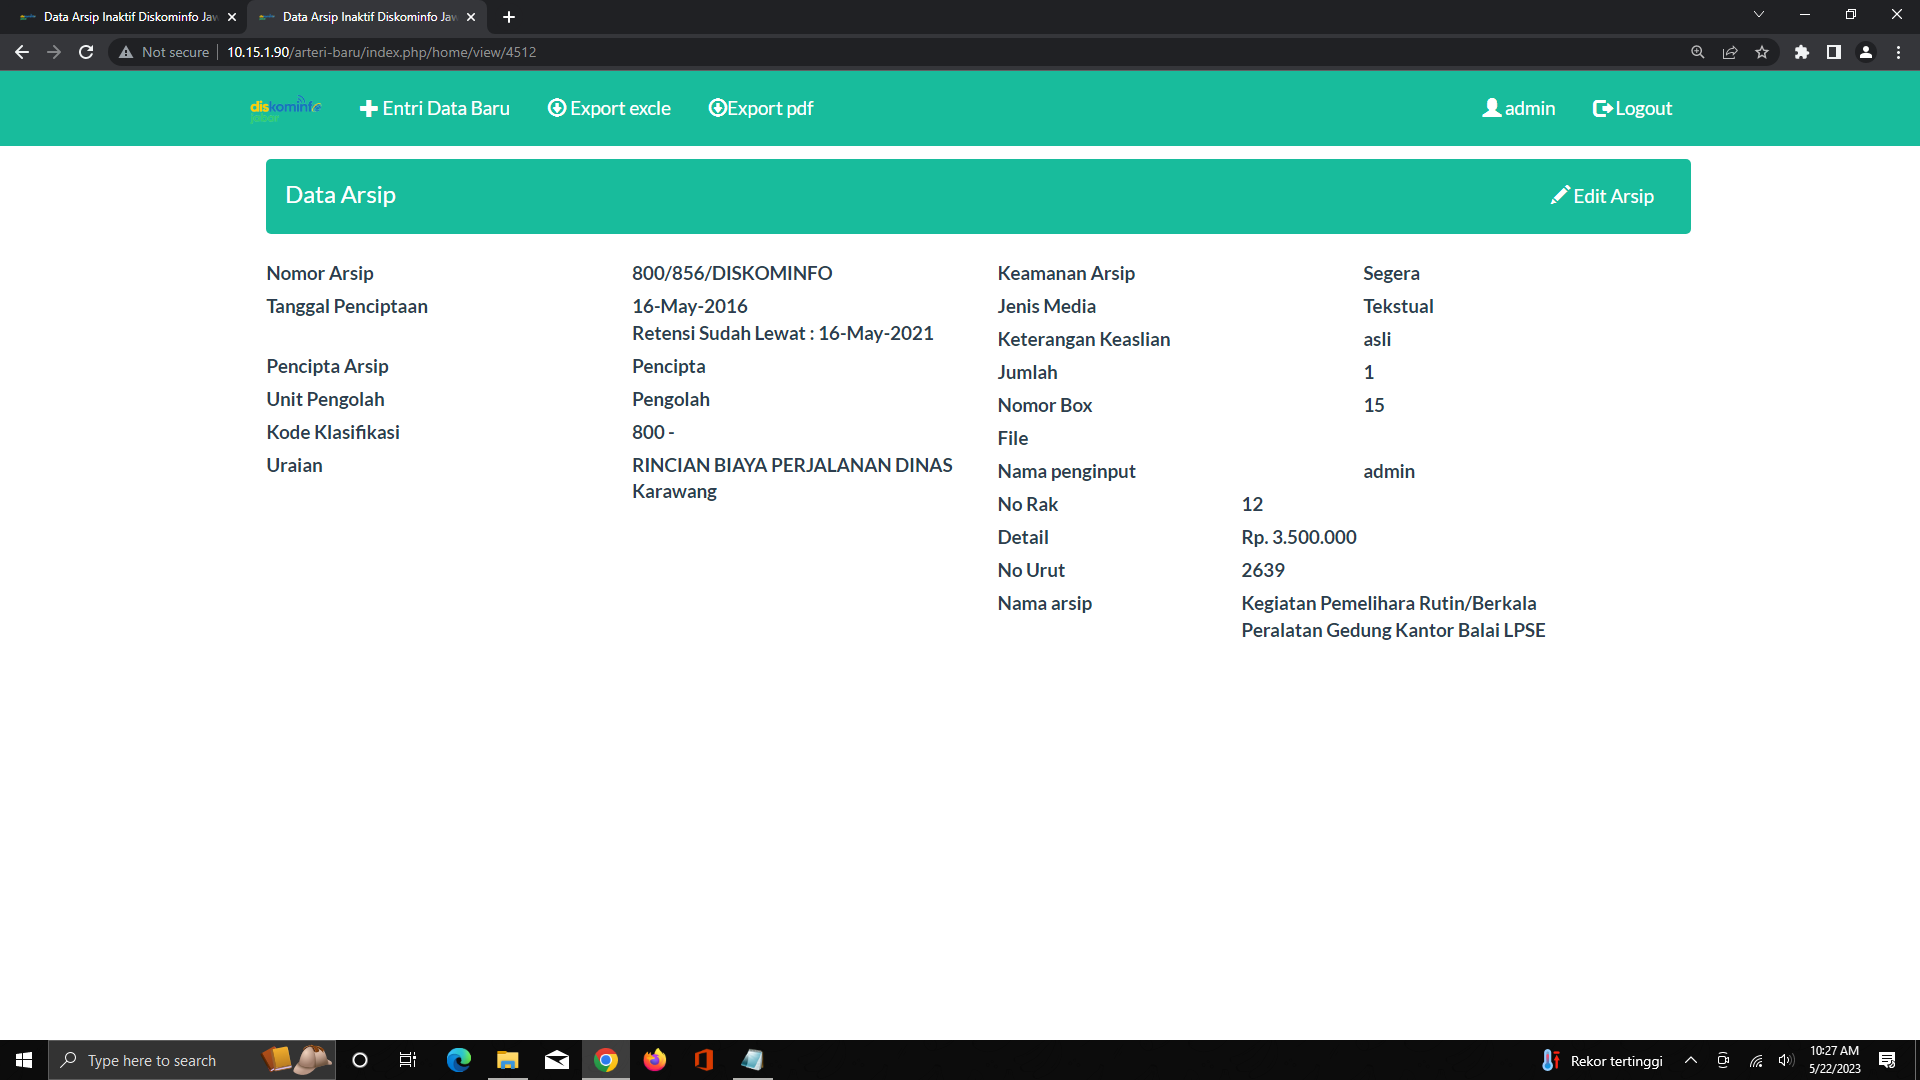 Data Arsip Inaktif Diskominfo Jaw
Data Arsip Inaktif Diskominfo Jaw
Not secure
10.15.1.90/arteri-baru/index.php/home/view/4512
diskominfo
jabar
Entri Data Baru
Export excle
Export pdf
admin
Logout
Data Arsip
Edit Arsip
Nomor Arsip 800/856/DISKOMINFO
Tanggal Penciptaan 16-May-2016
Retensi Sudah Lewat : 16-May-2021
Pencipta Arsip Pencipta
Unit Pengolah Pengolah
Kode Klasifikasi 800 -
Uraian RINCIAN BIAYA PERJALANAN DINAS
Karawang
Keamanan Arsip Segera
Jenis Media Tekstual
Keterangan Keaslian asli
Jumlah 1
Nomor Box 15
File
Nama penginput admin
No Rak 12
Detail Rp. 3.500.000
No Urut 2639
Nama arsip Kegiatan Pemelihara Rutin/Berkala
Peralatan Gedung Kantor Balai LPSE
Type here to search
Rekor tertinggi
10:27 AM
5/22/2023